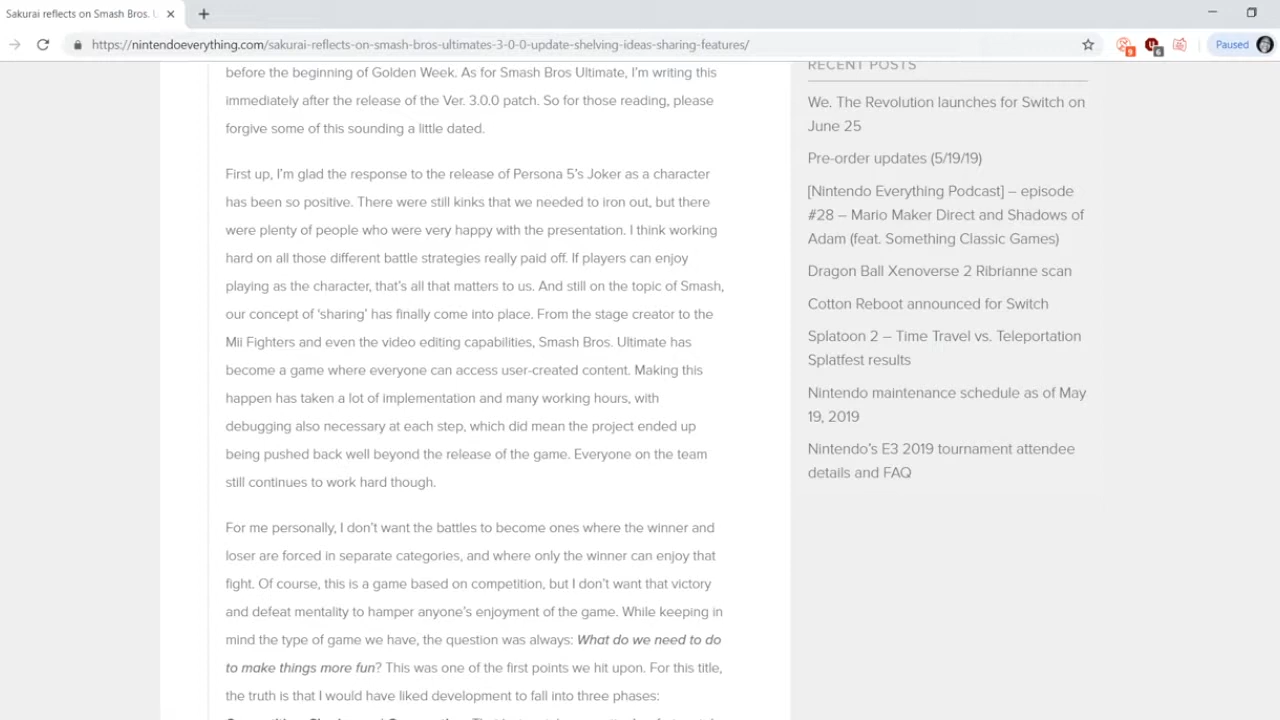 Sakurai reflects on Smash Bros. U
https://nintendoeverything.com/sakurai-reflects-on-smash-bros-ultimates-3-0-0-update-shelving-ideas-sharing-features/
9
6
Paused
before the beginning of Golden Week. As for Smash Bros Ultimate, I'm writing this
immediately after the release of the Ver. 3.0.0 patch. So for those reading, please
forgive some of this sounding a little dated.
First up, I'm glad the response to the release of Persona 5's Joker as a character
has been so positive. There were still kinks that we needed to iron out, but there
were plenty of people who were very happy with the presentation. I think working
hard on all those different battle strategies really paid off. If players can enjoy
playing as the character, that's all that matters to us. And still on the topic of Smash,
our concept of 'sharing' has finally come into place. From the stage creator to the
Mii Fighters and even the video editing capabilities, Smash Bros. Ultimate has
become a game where everyone can access user-created content. Making this
happen has taken a lot of implementation and many working hours, with
debugging also necessary at each step, which did mean the project ended up
being pushed back well beyond the release of the game. Everyone on the team
still continues to work hard though.
For me personally, I don't want the battles to become ones where the winner and
loser are forced in separate categories, and where only the winner can enjoy that
fight. Of course, this is a game based on competition, but I don't want that victory
and defeat mentality to hamper anyone's enjoyment of the game. While keeping in
mind the type of game we have, the question was always: What do we need to do
to make things more fun? This was one of the first points we hit upon. For this title,
the truth is that I would have liked development to fall into three phases:
RECENT POSTS
We. The Revolution launches for Switch on
June 25
Pre-order updates (5/19/19)
[Nintendo Everything Podcast] – episode
#28 – Mario Maker Direct and Shadows of
Adam (feat. Something Classic Games)
Dragon Ball Xenoverse 2 Ribrianne scan
Cotton Reboot announced for Switch
Splatoon 2 – Time Travel vs. Teleportation
Splatfest results
Nintendo maintenance schedule as of May
19, 2019
Nintendo's E3 2019 tournament attendee
details and FAQ